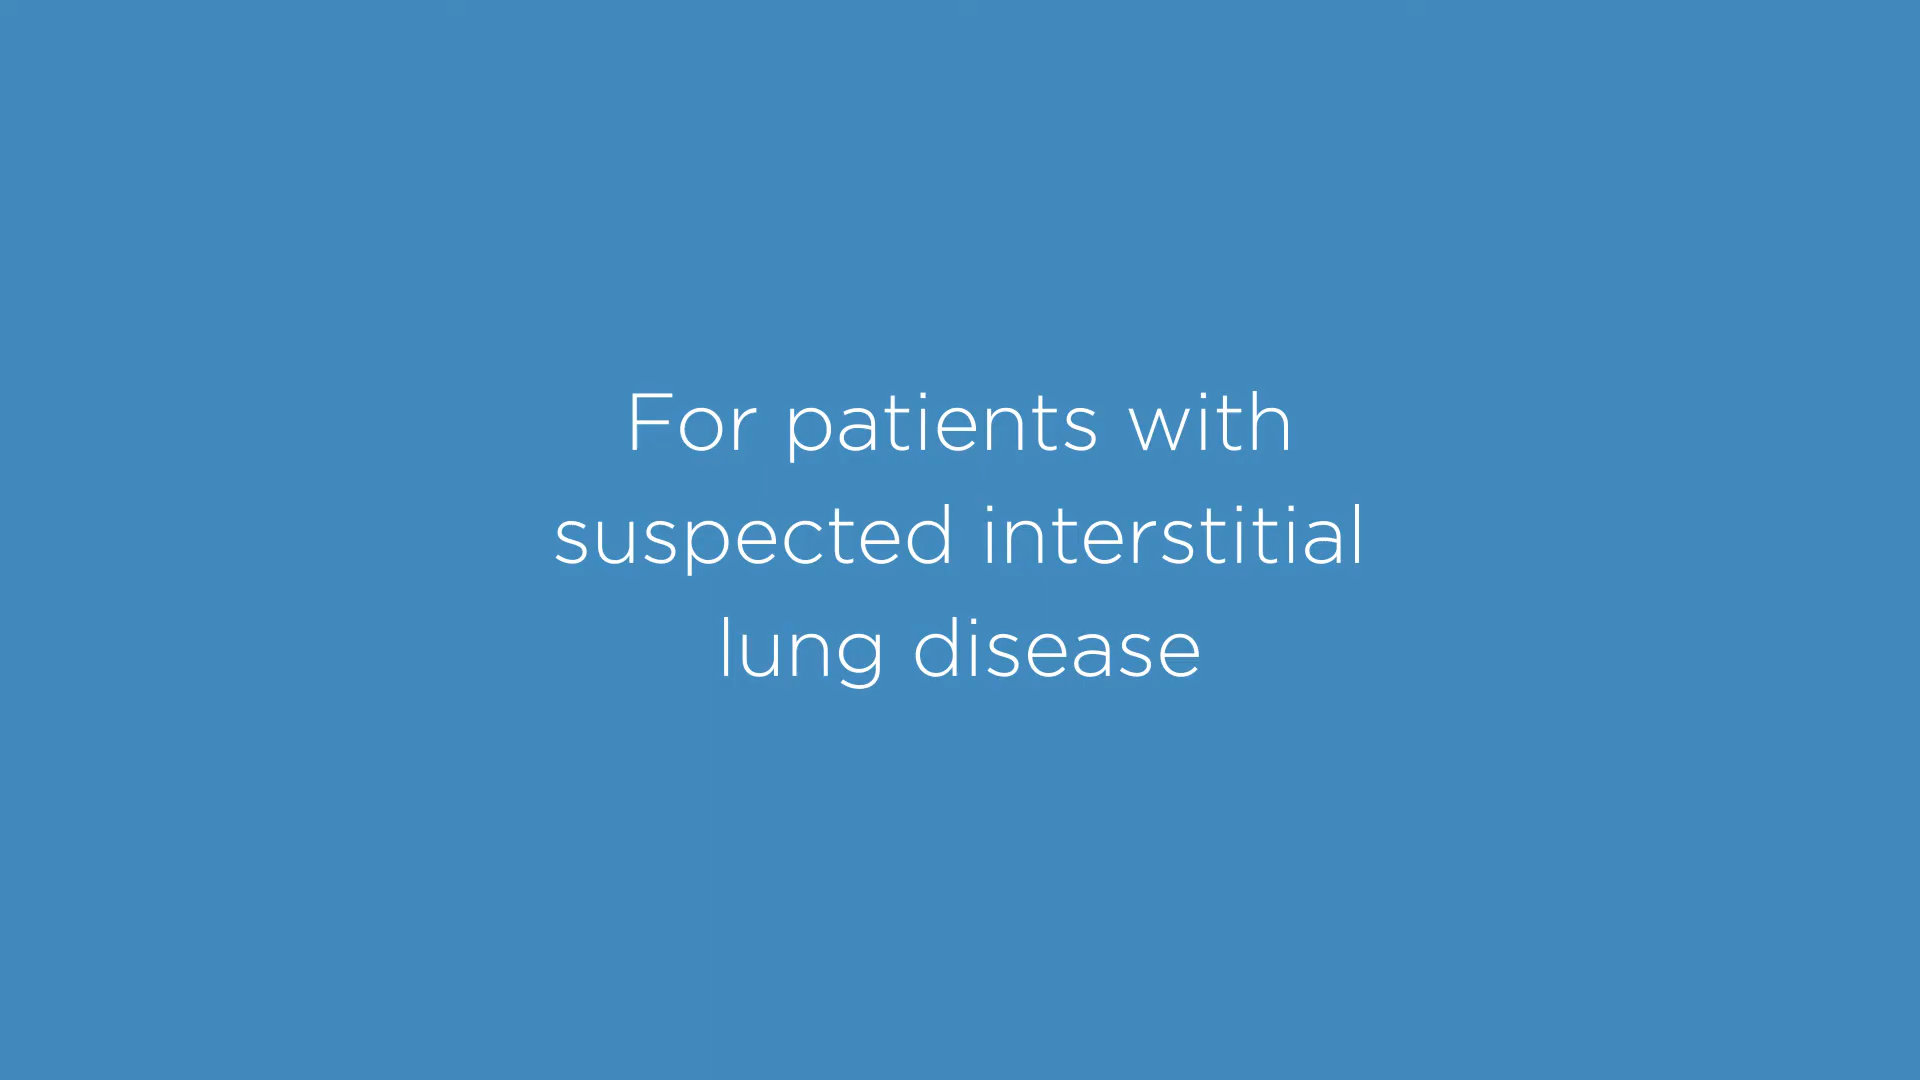 For patients with
suspected interstitial
lung disease